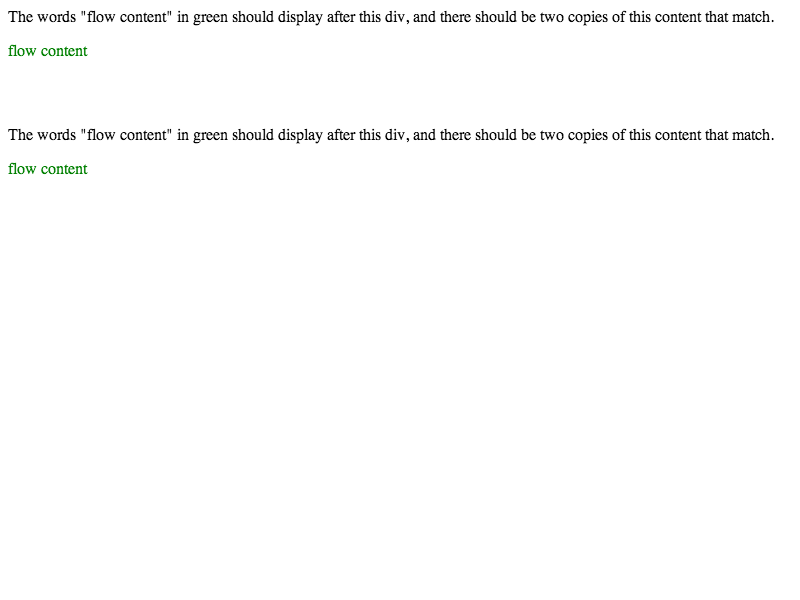 The words "flow content" in green should display after this div, and there should be two copies of this content that match.
flow content
The words "flow content" in green should display after this div, and there should be two copies of this content that match.
flow content